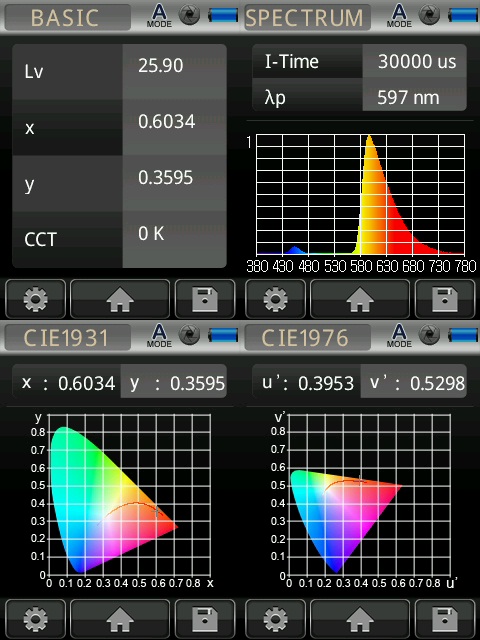 BASIC
A
MODE
Lv 25.90
x 0.6034
y 0.3595
CCT 0 K
SPECTRUM
A
MODE
I-Time 30000 us
λp 597 nm
1
380 430 480 530 580 630 680 730 780
CIE1931
A
MODE
x : 0.6034 y : 0.3595
y
0.8
0.7
0.6
0.5
0.4
0.3
0.2
0.1
0
0 0.1 0.2 0.3 0.4 0.5 0.6 0.7 0.8 x
CIE1976
A
MODE
u': 0.3953 v': 0.5298
v'
0.8
0.7
0.6
0.5
0.4
0.3
0.2
0.1
0
0 0.1 0.2 0.3 0.4 0.5 0.6 0.7 0.8 u'